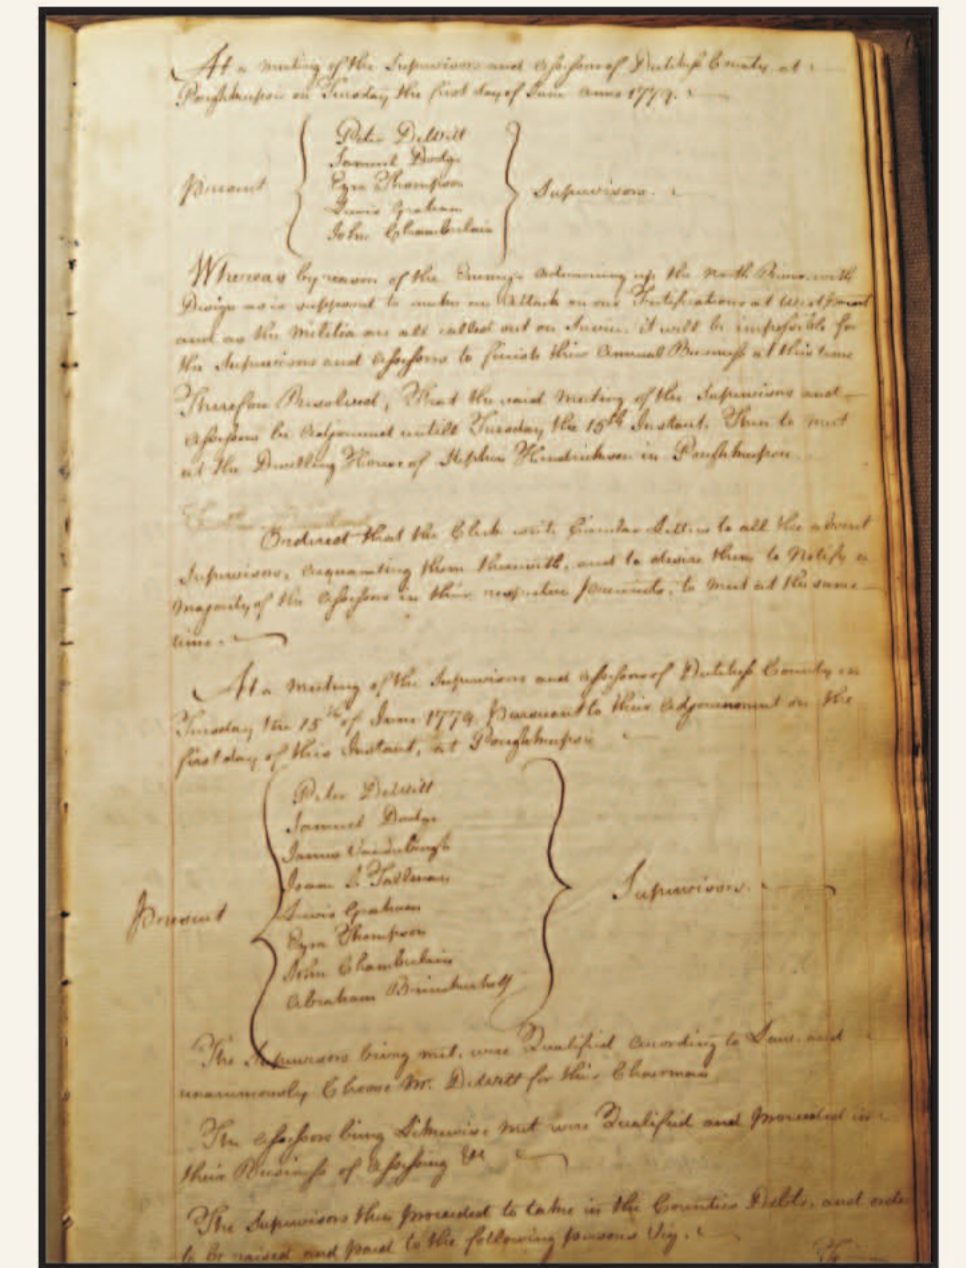 At a meeting of the Supervisors and Assessors of Dutchess County at
Poughkeepsie on Tuesday the first day of June anno 1779.
Present
Peter DeWitt
Samuel Dodge
Ezra Thompson
Lewis Graham
John Chamberlain
Supervisors.
Whereas by reason of the Enemy advancing up the North River with
Design as is supposed to make an Attack on our Fortifications at West point
and as the Militia are all called out on Service, it will be impossible for
the Supervisors and Assessors to finish their Annual Business at this time
Therefore Resolved, That the said Meeting of the Supervisors and
Assessors be Adjourned untill Tuesday the 15th Instant. Then to meet
at the Dwelling House of Stephen Hendrickson in Poughkeepsie.
Ordered that the Clerk write Circular Letters to all the absent
Supervisors, acquainting them therewith, and to desire them to Notify a
Majority of the Assessors in their respective Precincts, to meet at the same
time.
At a Meeting of the Supervisors and Assessors of Dutchess County on
Tuesday the 15th of June 1779. Pursuant to their Adjournment on the
first day of this Instant, at Poughkeepsie
Present
Peter DeWitt
Samuel Dodge
James Vandeburgh
Isaac I. Tallman
Lewis Graham
Ezra Thompson
John Chamberlain
Abraham Brinckerhoff
Supervisors.
The Supervisors being met, were Qualified According to Law. and
unanimously Choose Mr. DeWitt for their Chairman
The Assessors being Likewise met were Qualified and proceeded in
their Business of Assessing &c
The Supervisors then proceeded to take in the Counties Debts, and order
to be raised and paid to the following persons Viz.